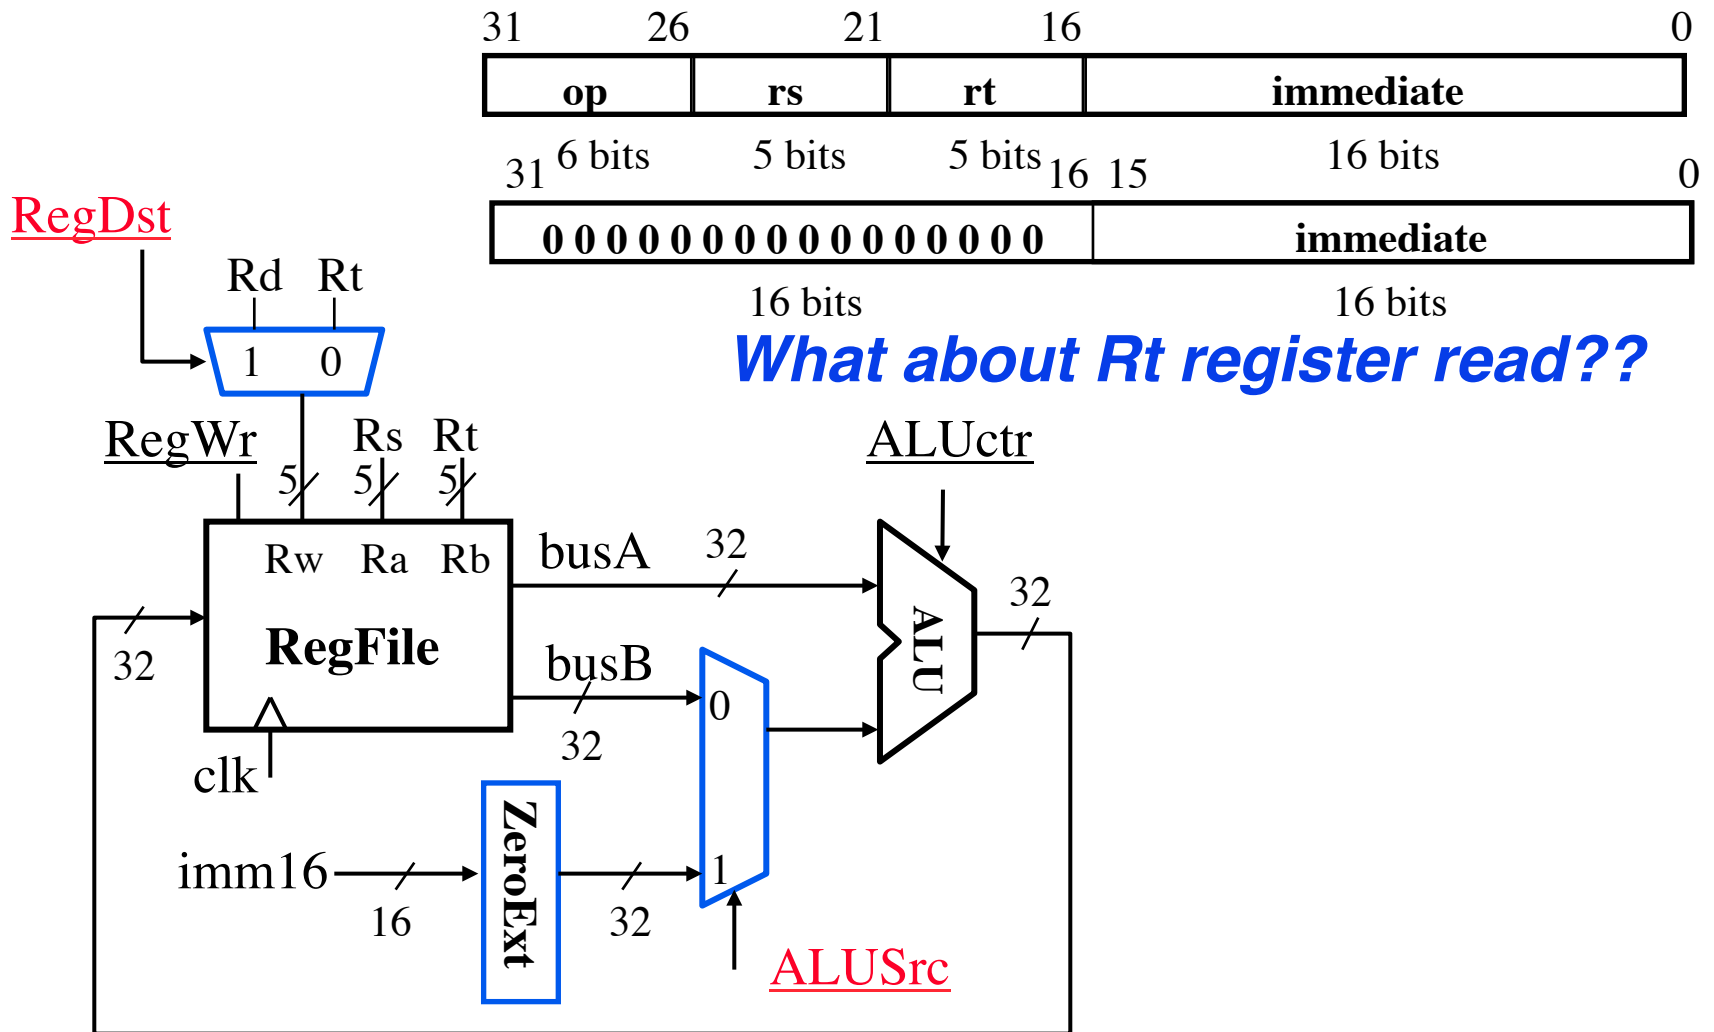 31 26 21 16 0
op rs rt immediate
6 bits 5 bits 5 bits 16 bits
31 16 15 0
0 0 0 0 0 0 0 0 0 0 0 0 0 0 0 0 immediate
16 bits 16 bits
What about Rt register read??
RegDst
Rd Rt
1 0
RegWr Rs Rt ALUctr
5 5 5
Rw Ra Rb busA 32
32 RegFile busB ALU 32
0
32
clk
imm16 ZeroExt 1
16 32
ALUSrc